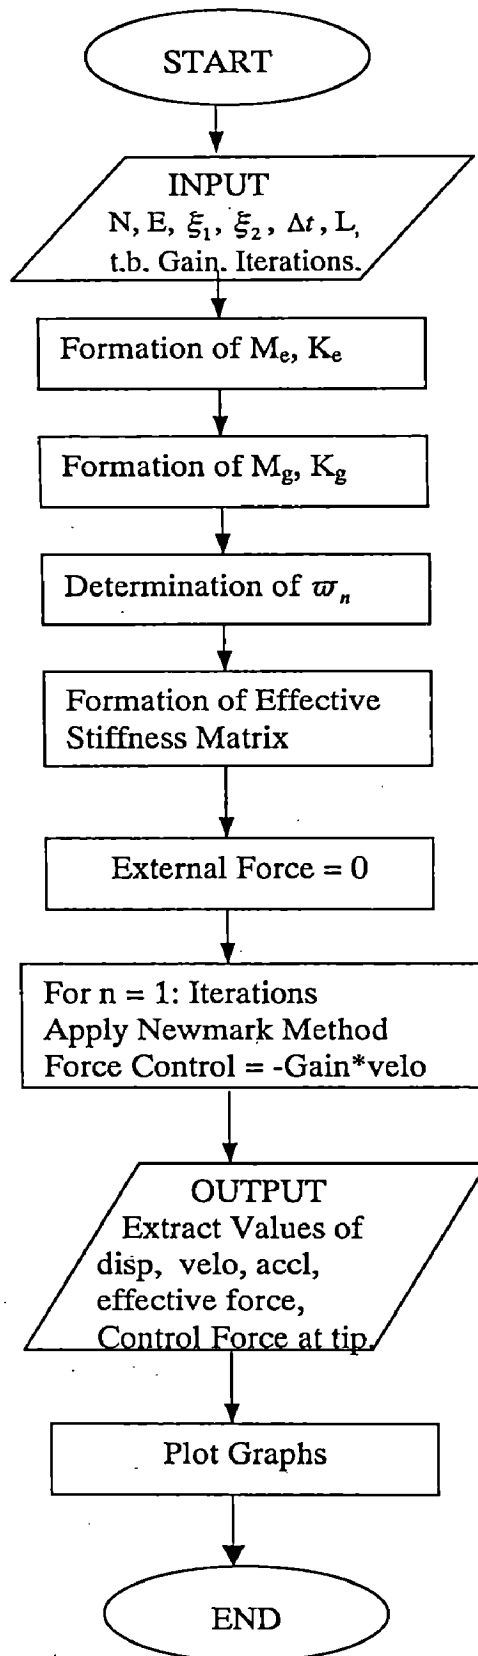 START
INPUT
N, E, ξ₁, ξ₂, Δt, L,
t.b. Gain. Iterations.
Formation of Mₑ, Kₑ
Formation of M_g, K_g
Determination of ϖₙ
Formation of Effective
Stiffness Matrix
External Force = 0
For n = 1: Iterations
Apply Newmark Method
Force Control = -Gain*velo
OUTPUT
Extract Values of
disp, velo, accl,
effective force,
Control Force at tip.
Plot Graphs
END